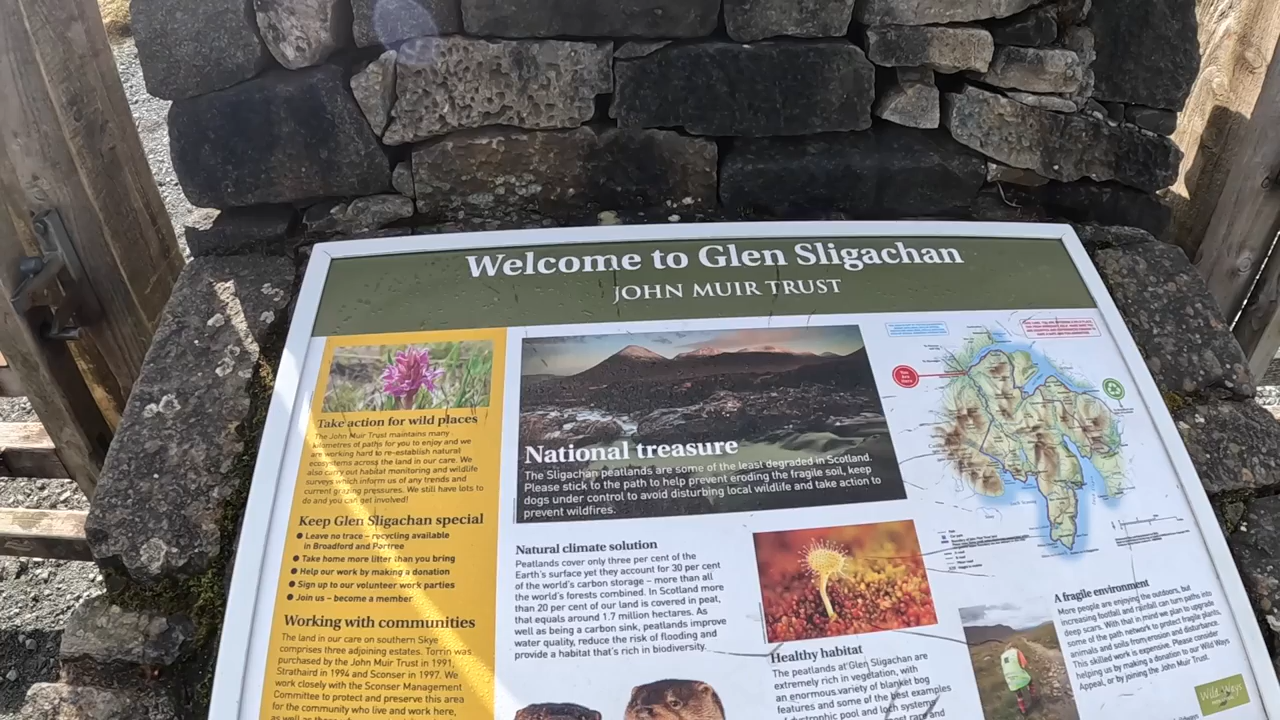 Welcome to Glen Sligachan
JOHN MUIR TRUST
Take action for wild places
The John Muir Trust maintains many
kilometres of paths for you to enjoy and we
are working hard to re-establish natural
ecosystems across the land in our care. We
also carry out habitat monitoring and wildlife
surveys which inform us of any trends and
current grazing pressures. We still have lots to
do and you can get involved!
Keep Glen Sligachan special
● Leave no trace – recycling available
in Broadford and Portree
● Take home more litter than you bring
● Help our work by making a donation
● Sign up to our volunteer work parties
● Join us – become a member
Working with communities
The land in our care on southern Skye
comprises three adjoining estates. Torrin was
purchased by the John Muir Trust in 1991,
Strathaird in 1994 and Sconser in 1997. We
work closely with the Sconser Management
Committee to protect and preserve this area
for the community who live and work here,
as well as
National treasure
The Sligachan peatlands are some of the least degraded in Scotland.
Please stick to the path to help prevent eroding the fragile soil, keep
dogs under control to avoid disturbing local wildlife and take action to
prevent wildfires.
Natural climate solution
Peatlands cover only three per cent of the
Earth's surface yet they account for 30 per cent
of the world's carbon storage – more than all
the world's forests combined. In Scotland more
than 20 per cent of our land is covered in peat,
that equals around 1.7 million hectares. As
well as being a carbon sink, peatlands improve
water quality, reduce the risk of flooding and
provide a habitat that's rich in biodiversity.
Healthy habitat
The peatlands at Glen Sligachan are
extremely rich in vegetation, with
an enormous variety of blanket bog
features and some of the best examples
of dystrophic pool and loch systems
rare and
You Are
Here
A fragile environment
More people are enjoying the outdoors, but
increasing footfall and rainfall can turn paths into
deep scars. With that in mind we plan to upgrade
some of the path network to protect fragile plants,
animals and soils from erosion and disturbance.
This skilled work is expensive. Please consider
helping us by making a donation to our Wild Ways
Appeal, or by joining the John Muir Trust.
Wild Ways